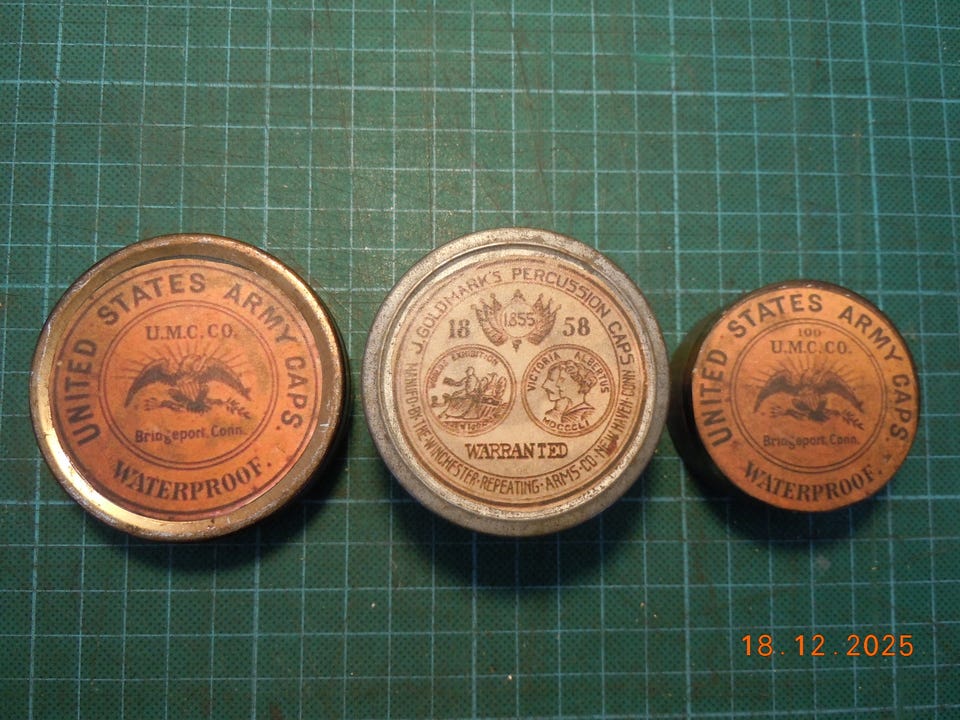 UNITED STATES ARMY CAPS.
U.M.C. CO.
Bridgeport, Conn.
WATERPROOF.
J. GOLDMARK'S PERCUSSION CAPS
1855
18 58
VICTORIA ALBERTUS
MDCCCLI
WARRANTED
MANFD·BY·THE·WINCHESTER·REPEATING·ARMS·CO·NEW HAVEN·CONN
UNITED STATES ARMY CAPS.
100
U.M.C. CO.
Bridgeport, Conn.
WATERPROOF.
18.12.2025